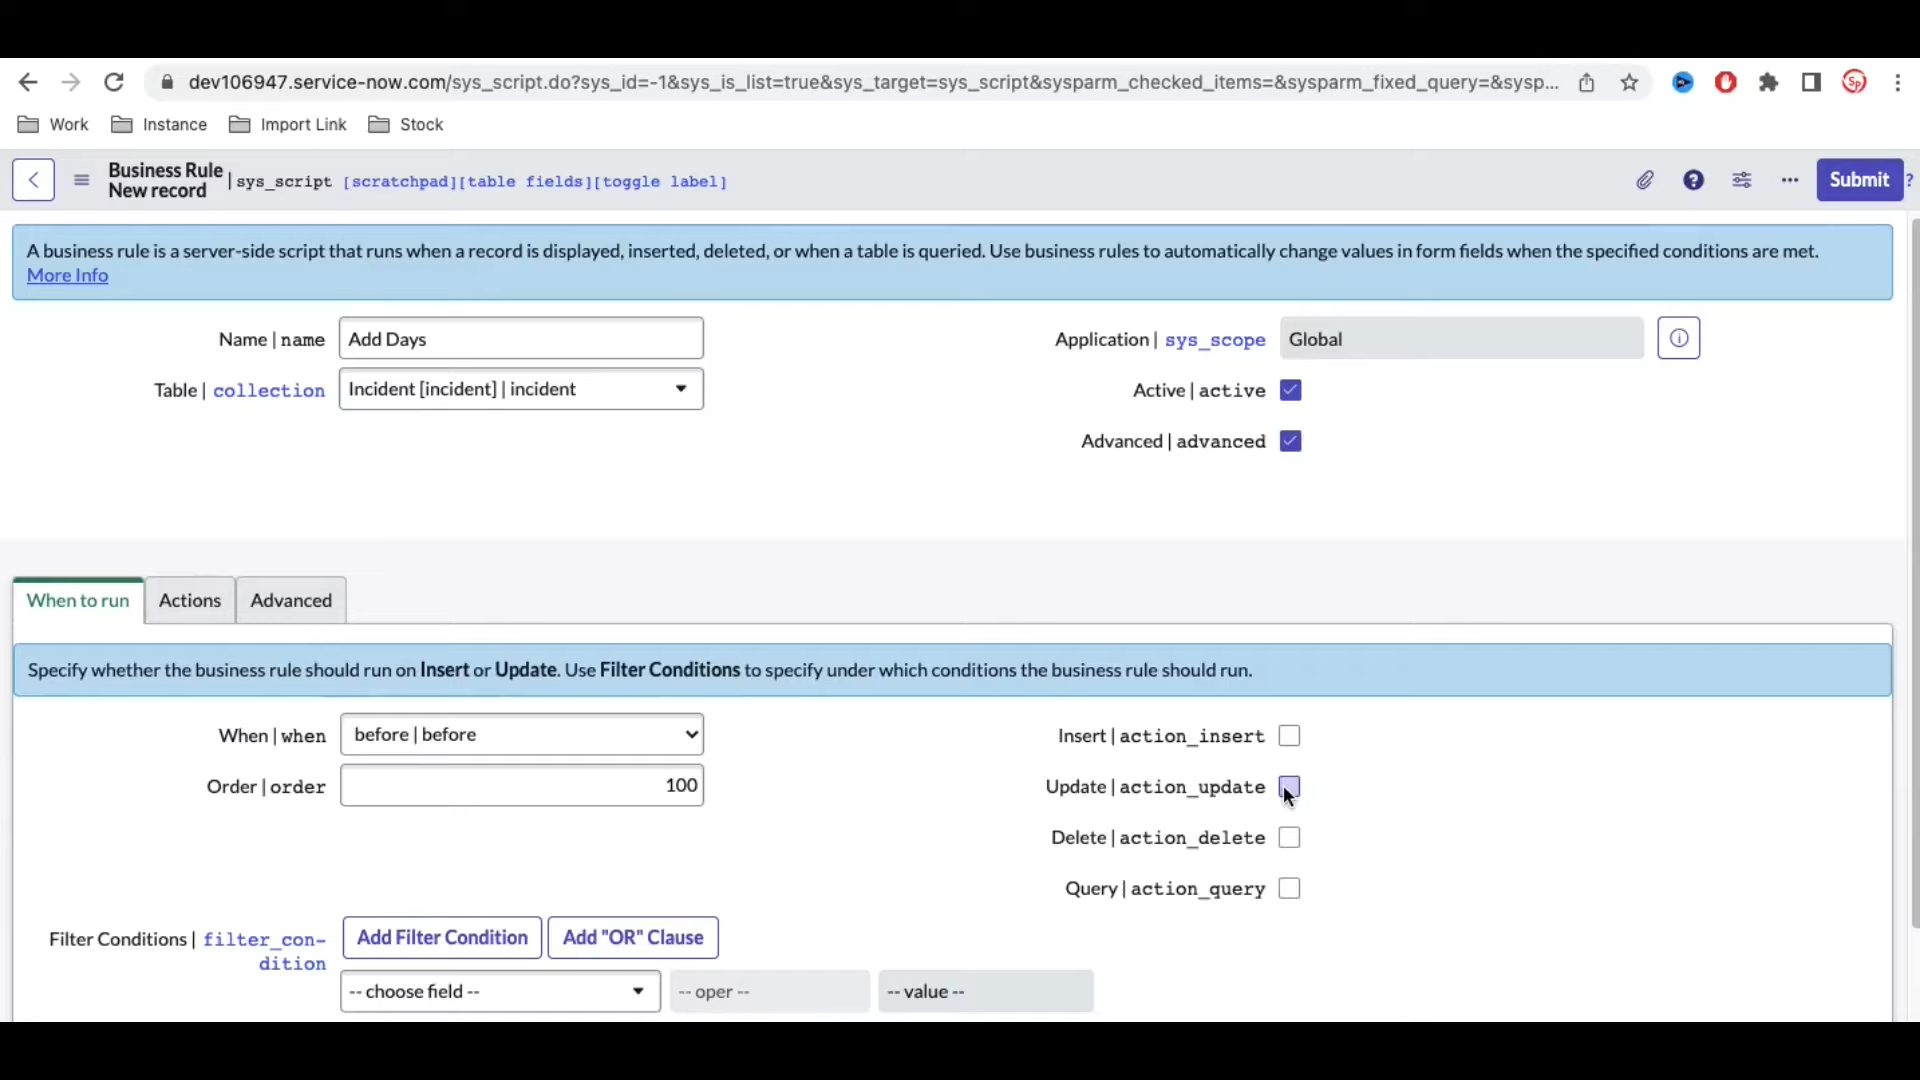 dev106947.service-now.com/sys_script.do?sys_id=-1&sys_is_list=true&sys_target=sys_script&sysparm_checked_items=&sysparm_fixed_query=&sysp...
Sp
Work Instance Import Link Stock
Business Rule
New record
|sys_script [scratchpad][table fields][toggle label]
Submit ?
A business rule is a server-side script that runs when a record is displayed, inserted, deleted, or when a table is queried. Use business rules to automatically change values in form fields when the specified conditions are met.
More Info
Name | name Add Days
Application | sys_scope Global
Table | collection Incident [incident] | incident
Active | active
Advanced | advanced
When to run Actions Advanced
Specify whether the business rule should run on Insert or Update. Use Filter Conditions to specify under which conditions the business rule should run.
When | when before | before
Insert | action_insert
Order | order 100
Update | action_update
Delete | action_delete
Query | action_query
Filter Conditions | filter_con-
dition
Add Filter Condition Add "OR" Clause
-- choose field -- -- oper -- -- value --